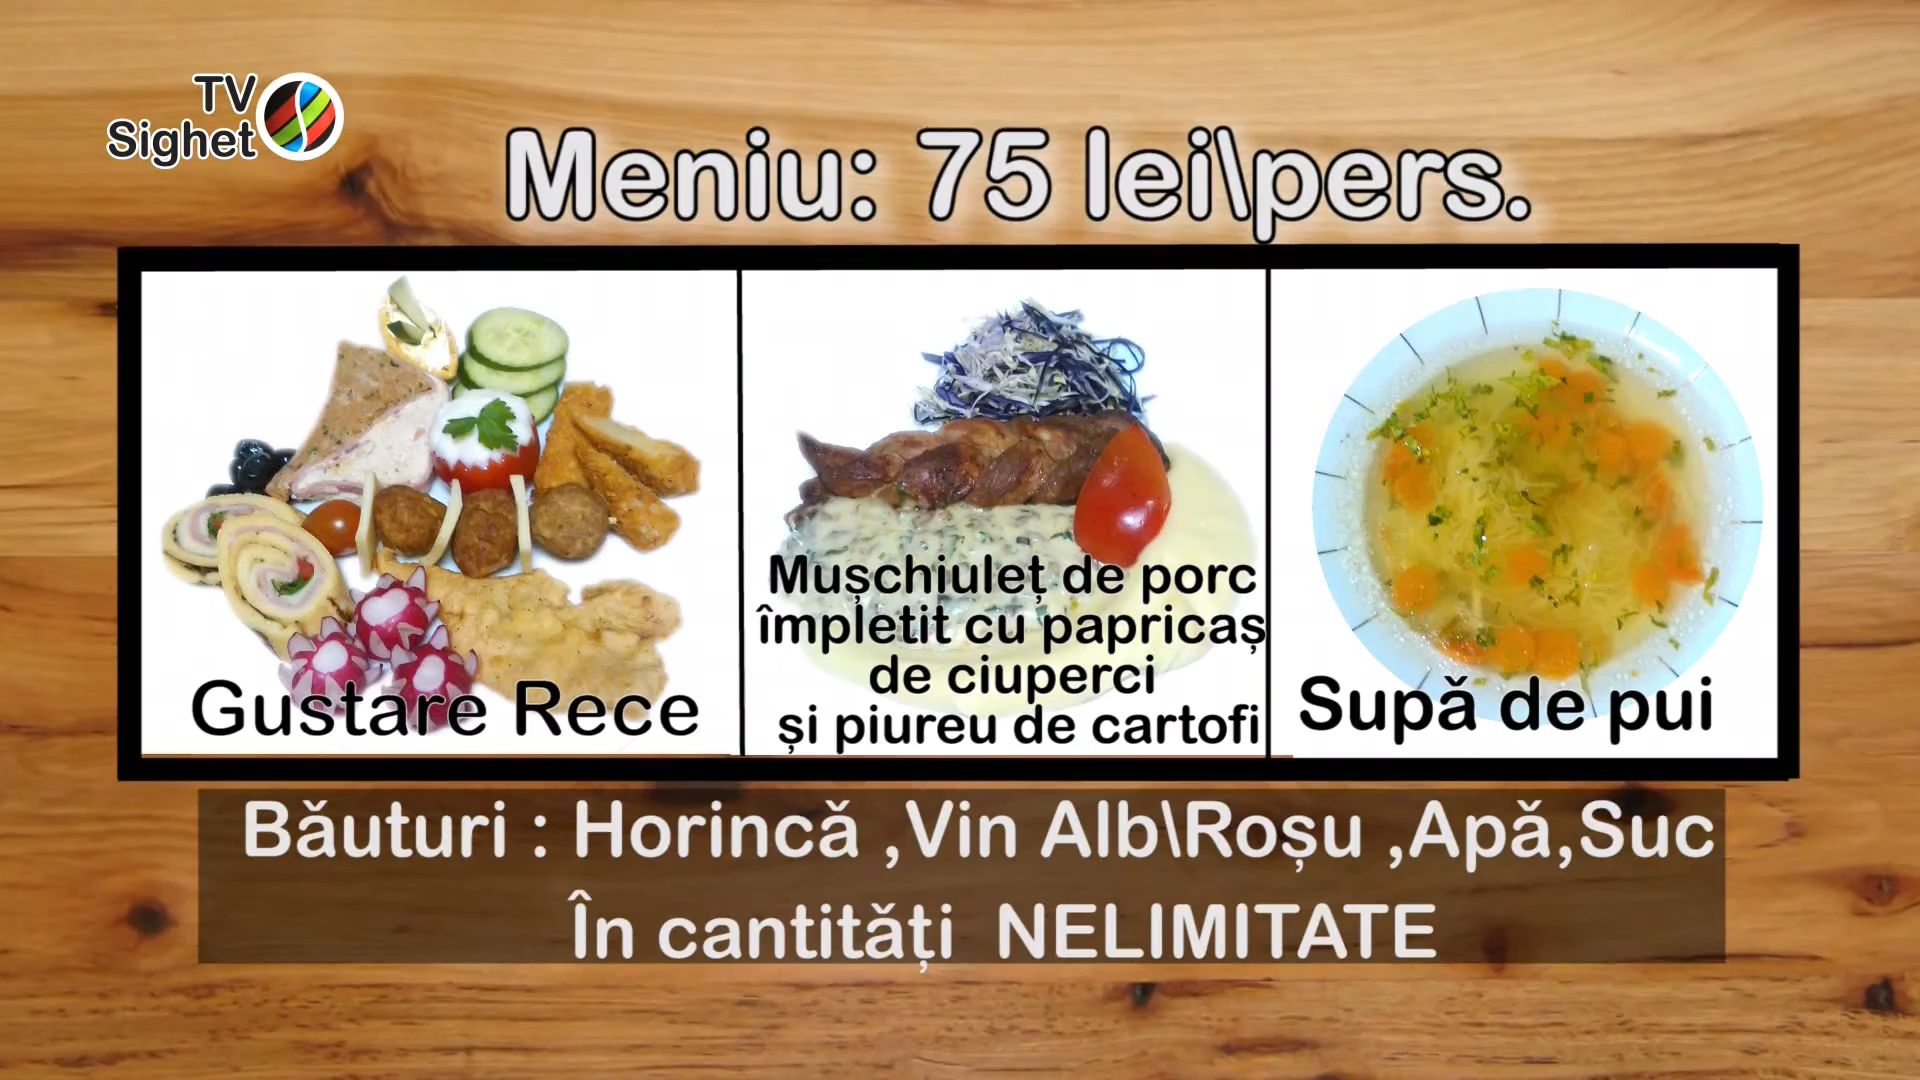 TV
Sighet
Meniu: 75 lei\pers.
Gustare Rece
Mușchiuleț de porc
împletit cu papricaș
de ciuperci
și piureu de cartofi
Supă de pui
Băuturi : Horincă ,Vin Alb\Roșu ,Apă,Suc
În cantități NELIMITATE